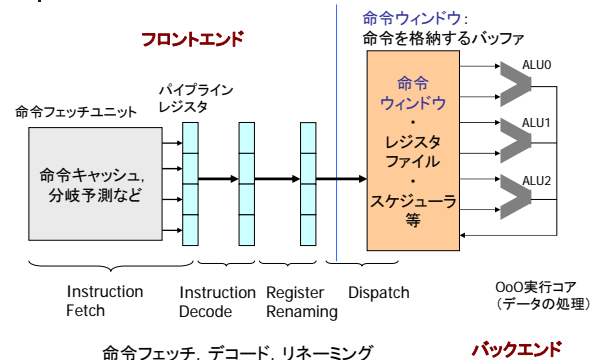 フロントエンド
命令ウィンドウ:
命令を格納するバッファ
パイプライン
レジスタ
命令フェッチユニット
命令キャッシュ,
分岐予測など
命令
ウィンドウ
・
レジスタ
ファイル
・
スケジューラ
等
ALU0
ALU1
ALU2
Instruction
Fetch
Instruction
Decode
Register
Renaming
Dispatch
OoO実行コア
(データの処理)
命令フェッチ, デコード, リネーミング
バックエンド